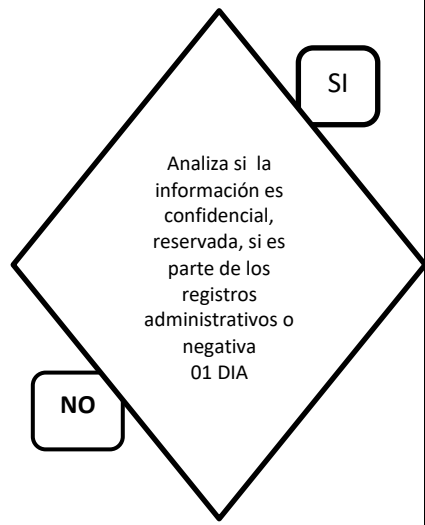 SI
Analiza si la
información es
confidencial,
reservada, si es
parte de los
registros
administrativos o
negativa
01 DIA
NO